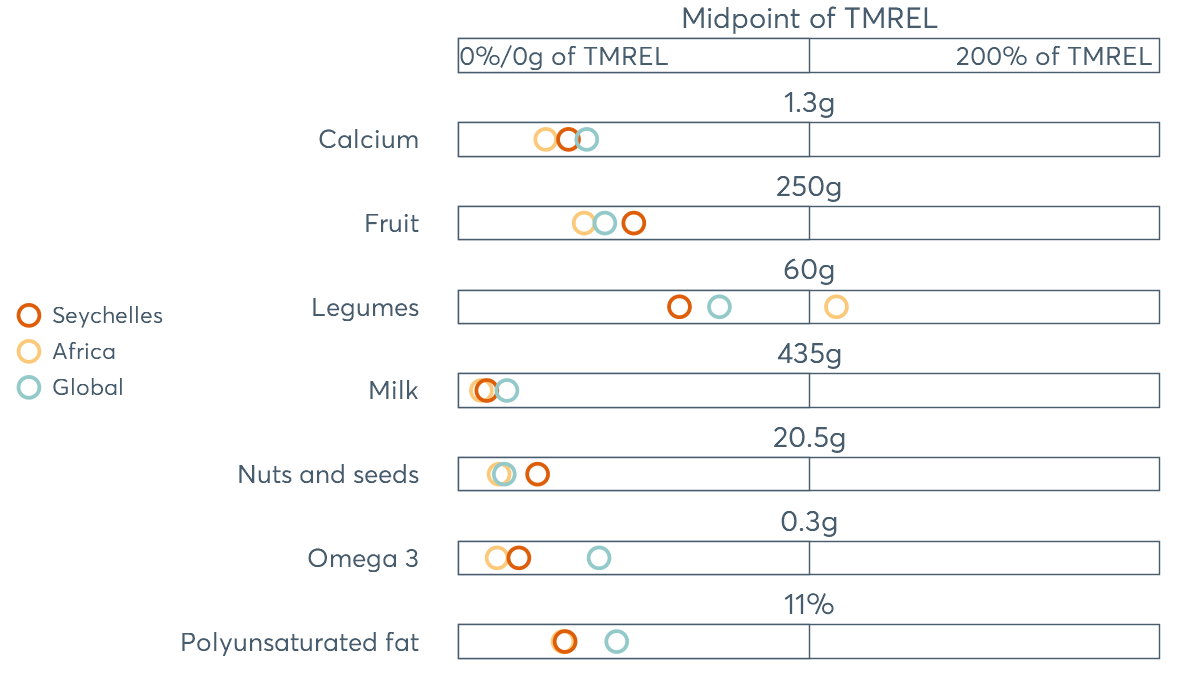 Midpoint of TMREL
0%/0g of TMREL 200% of TMREL
1.3g
Calcium
250g
Fruit
60g
Legumes
Seychelles
Africa
Global
435g
Milk
20.5g
Nuts and seeds
0.3g
Omega 3
11%
Polyunsaturated fat